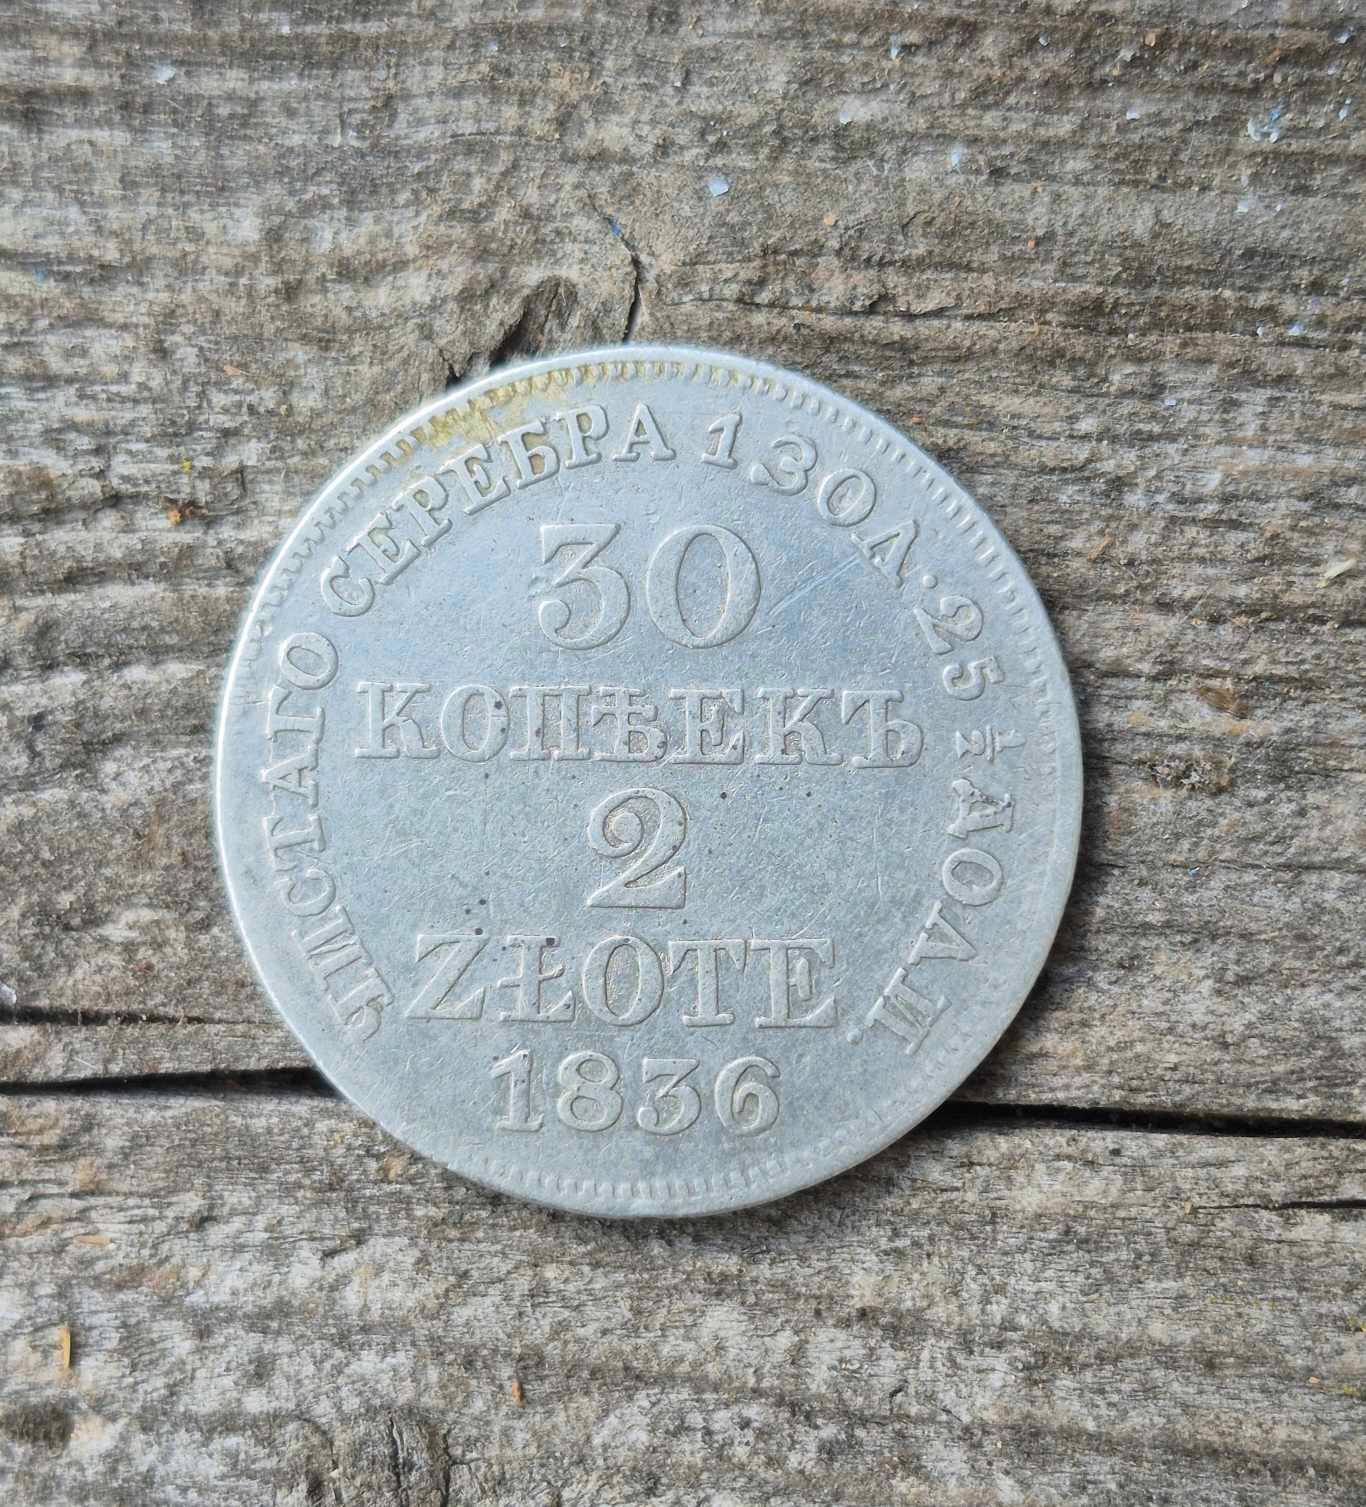 ЧИСТАГО СЕРЕБРА 1 ЗОЛ. 25 ½ ДОЛИ.
30
КОПѢЕКЪ
2
ZŁOTE
1836